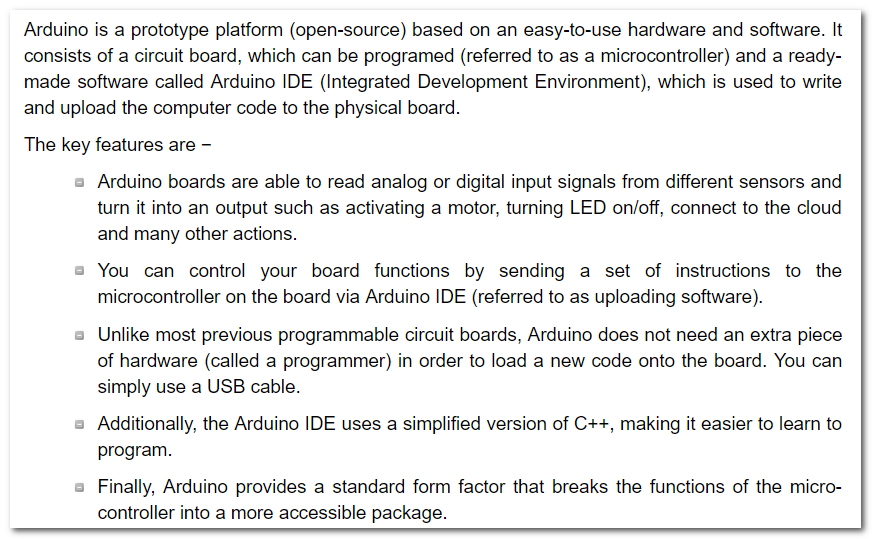 Arduino is a prototype platform (open-source) based on an easy-to-use hardware and software. It
consists of a circuit board, which can be programed (referred to as a microcontroller) and a ready-
made software called Arduino IDE (Integrated Development Environment), which is used to write
and upload the computer code to the physical board.
The key features are −
Arduino boards are able to read analog or digital input signals from different sensors and
turn it into an output such as activating a motor, turning LED on/off, connect to the cloud
and many other actions.
You can control your board functions by sending a set of instructions to the
microcontroller on the board via Arduino IDE (referred to as uploading software).
Unlike most previous programmable circuit boards, Arduino does not need an extra piece
of hardware (called a programmer) in order to load a new code onto the board. You can
simply use a USB cable.
Additionally, the Arduino IDE uses a simplified version of C++, making it easier to learn to
program.
Finally, Arduino provides a standard form factor that breaks the functions of the micro-
controller into a more accessible package.